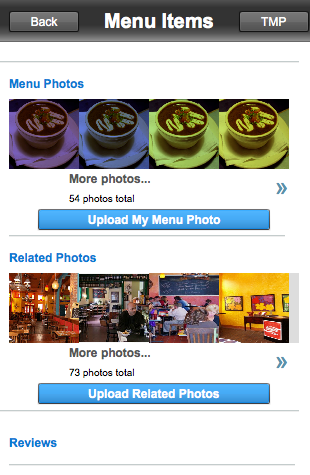 Back
Menu Items
TMP
Menu Photos
More photos...
54 photos total
Upload My Menu Photo
Related Photos
More photos...
73 photos total
Upload Related Photos
Reviews